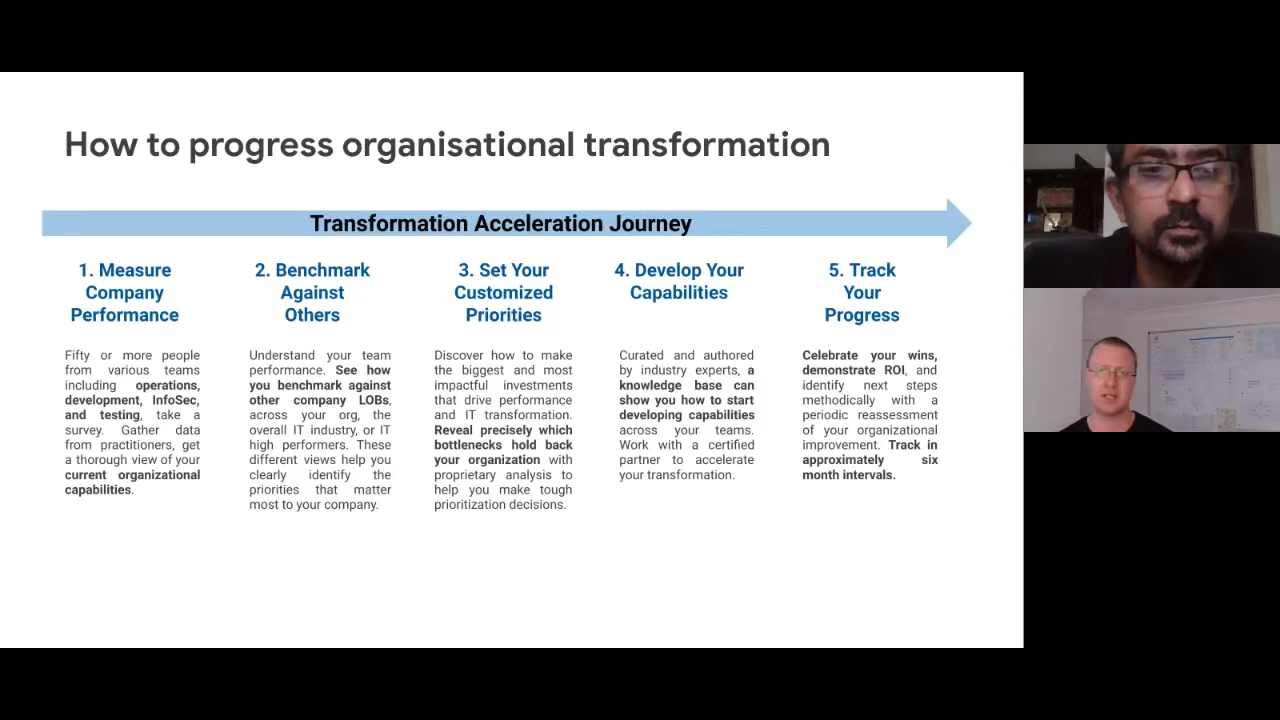 How to progress organisational transformation
Transformation Acceleration Journey
1. Measure
Company
Performance
Fifty or more people
from various teams
including operations,
development, InfoSec,
and testing, take a
survey. Gather data
from practitioners, get
a thorough view of your
current organizational
capabilities.
2. Benchmark
Against
Others
Understand your team
performance. See how
you benchmark against
other company LOBs,
across your org, the
overall IT industry, or IT
high performers. These
different views help you
clearly identify the
priorities that matter
most to your company.
3. Set Your
Customized
Priorities
Discover how to make
the biggest and most
impactful investments
that drive performance
and IT transformation.
Reveal precisely which
bottlenecks hold back
your organization with
proprietary analysis to
help you make tough
prioritization decisions.
4. Develop Your
Capabilities
Curated and authored
by industry experts, a
knowledge base can
show you how to start
developing capabilities
across your teams.
Work with a certified
partner to accelerate
your transformation.
5. Track
Your
Progress
Celebrate your wins,
demonstrate ROI, and
identify next steps
methodically with a
periodic reassessment
of your organizational
improvement. Track in
approximately six
month intervals.